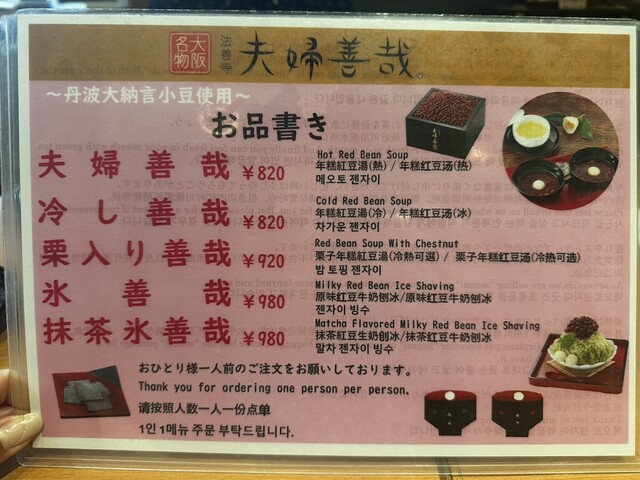 大阪名物 法善寺 夫婦善哉
～丹波大納言小豆使用～
お品書き
夫婦善哉 ￥820
Hot Red Bean Soup
年糕紅豆湯(熱) / 年糕红豆汤(热)
메오토 젠자이
冷し善哉 ￥820
Cold Red Bean Soup
年糕紅豆湯(冷) / 年糕红豆汤(冰)
차가운 젠자이
栗入り善哉 ￥920
Red Bean Soup With Chestnut
栗子年糕紅豆湯(冷熱可選) / 栗子年糕红豆汤(冷热可选)
밤 토핑 젠자이
氷善哉 ￥980
Milky Red Bean Ice Shaving
原味紅豆牛奶刨冰/原味红豆牛奶刨冰
젠자이 빙수
抹茶氷善哉 ￥980
Matcha Flavored Milky Red Bean Ice Shaving
抹茶紅豆生奶刨冰/抹茶红豆牛奶刨冰
말차 젠자이 빙수
おひとり様一人前のご注文をお願いしております。
Thank you for ordering one person per person.
请按照人数一人一份点单
1인 1메뉴 주문 부탁드립니다.